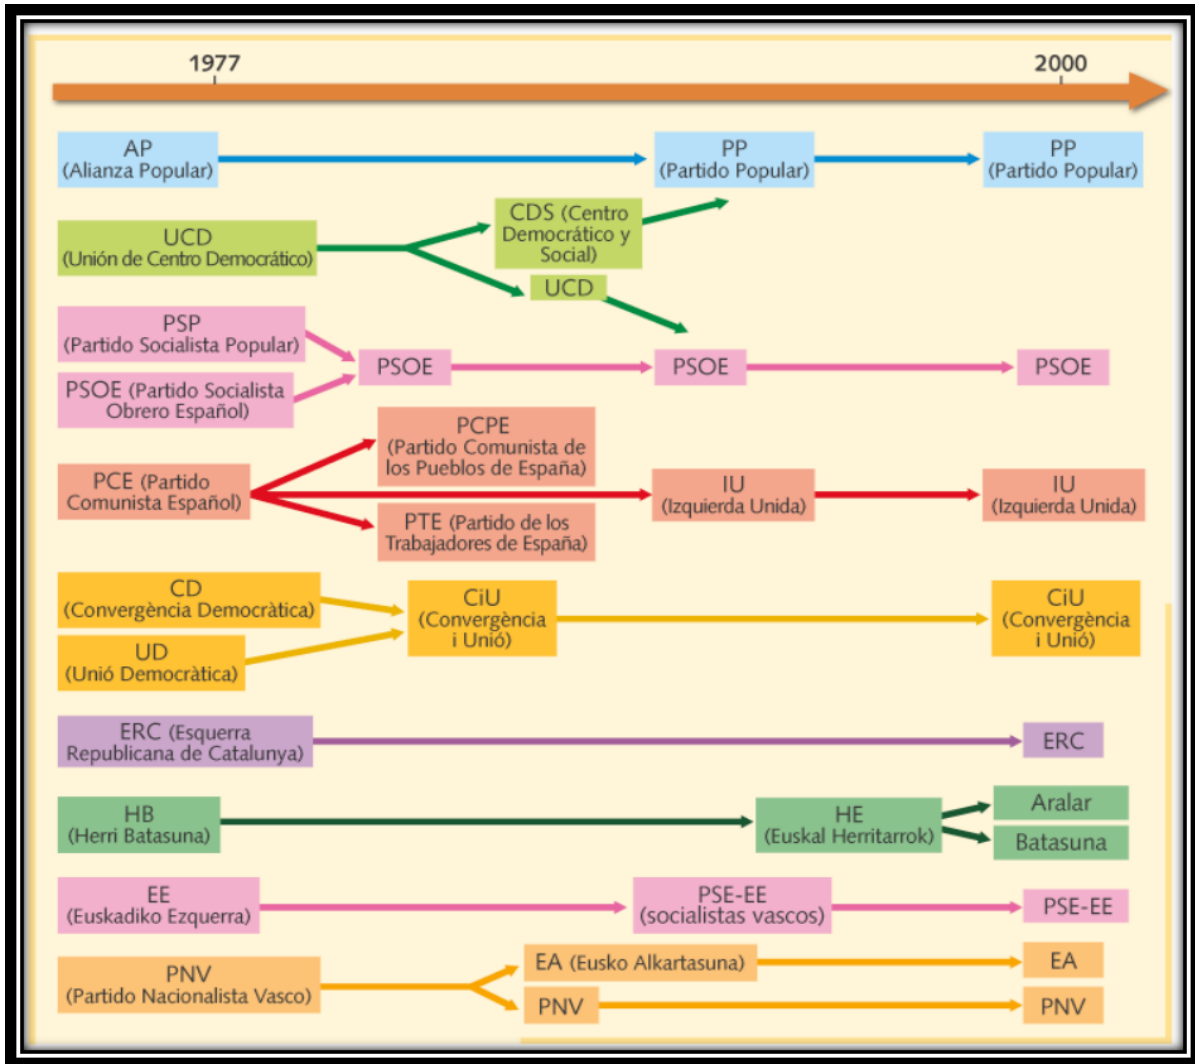 1977
2000
AP
(Alianza Popular)
PP
(Partido Popular)
PP
(Partido Popular)
UCD
(Unión de Centro Democrático)
CDS (Centro
Democrático y
Social)
UCD
PSP
(Partido Socialista Popular)
PSOE (Partido Socialista
Obrero Español)
PSOE
PSOE
PSOE
PCE (Partido
Comunista Español)
PCPE
(Partido Comunista de
los Pueblos de España)
PTE (Partido de los
Trabajadores de España)
IU
(Izquierda Unida)
IU
(Izquierda Unida)
CD
(Convergència Democràtica)
UD
(Unió Democràtica)
CiU
(Convergència
i Unió)
CiU
(Convergència
i Unió)
ERC (Esquerra
Republicana de Catalunya)
ERC
HB
(Herri Batasuna)
HE
(Euskal Herritarrok)
Aralar
Batasuna
EE
(Euskadiko Ezquerra)
PSE-EE
(socialistas vascos)
PSE-EE
PNV
(Partido Nacionalista Vasco)
EA (Eusko Alkartasuna)
EA
PNV
PNV